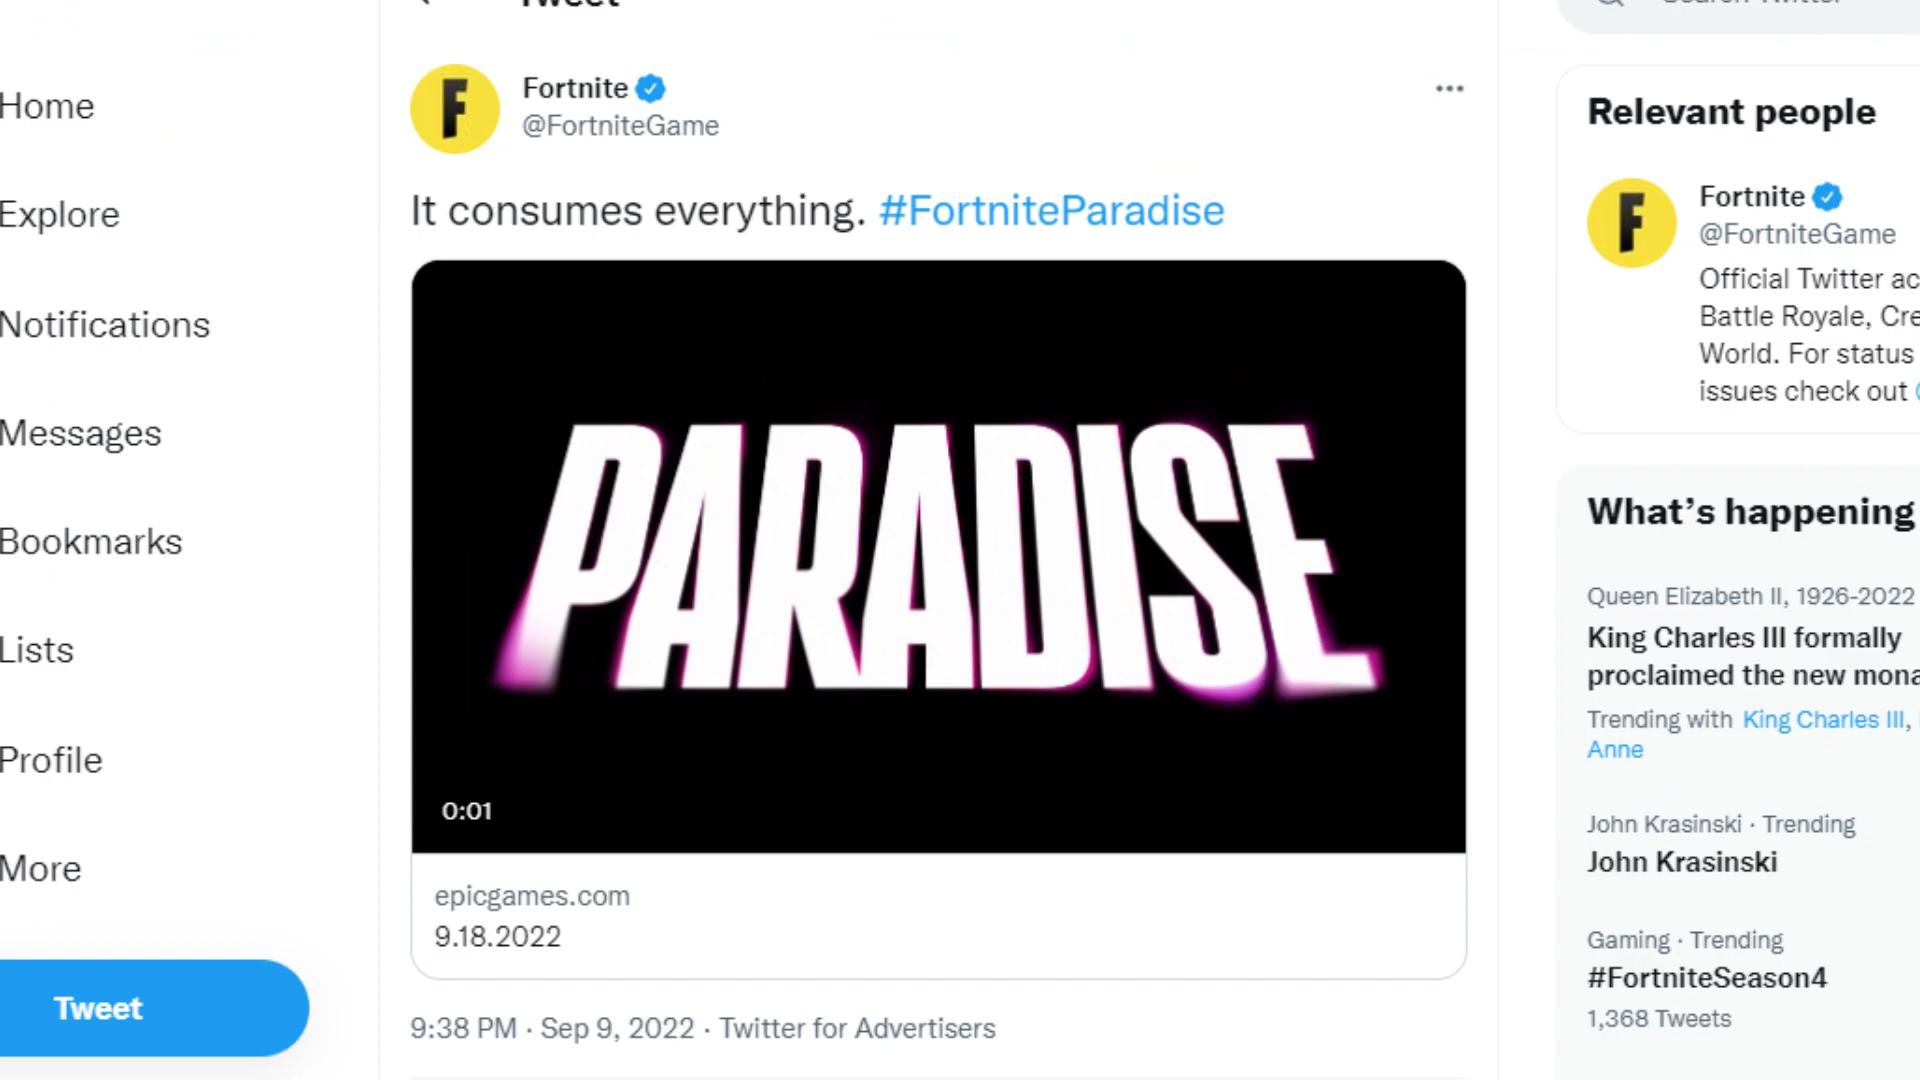 Tweet
Search Twitter
Home
Explore
Notifications
Messages
Bookmarks
Lists
Profile
More
Tweet
Fortnite
@FortniteGame
It consumes everything. #FortniteParadise
PARADISE
0:01
epicgames.com
9.18.2022
9:38 PM · Sep 9, 2022 · Twitter for Advertisers
Relevant people
F
Fortnite
@FortniteGame
Official Twitter ac
Battle Royale, Cre
World. For status
issues check out
What's happening
Queen Elizabeth II, 1926-2022
King Charles III formally
proclaimed the new mona
Trending with King Charles III,
Anne
John Krasinski · Trending
John Krasinski
Gaming · Trending
#FortniteSeason4
1,368 Tweets